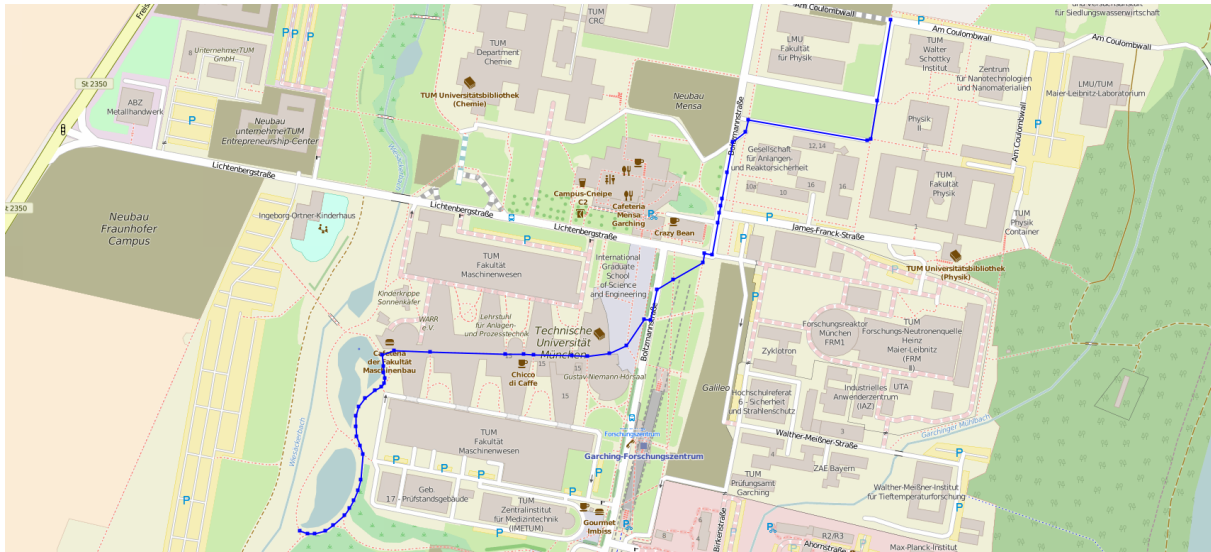 Am Coulombwall
für Siedlungswasserwirtschaft
TUM
CRC
LMU
Fakultät
für Physik
TUM
Walter
Schottky
Institut
Am Coulombwall
Am Coulombwall
TUM
Department
Chemie
UnternehmerTUM
GmbH
8
St 2350
Zentrum
für Nanotechnologien
und Nanomaterialien
LMU/TUM
Maier-Leibnitz-Laboratorium
TUM Universitätsbibliothek
(Chemie)
Neubau
Mensa
ABZ
Metallhandwerk
P
Neubau
unternehmerTUM
Entrepreneurship-Center
Boltzmannstraße
Physik
II
Am Coulombwall
Gesellschaft
für Anlangen-
und Reaktorsicherheit
12,14
10a
10
16
16
Lichtenbergstraße
TUM
Fakultät
Physik
Campus-Cneipe
C2
Cafeteria
Mensa
Garching
Crazy Bean
St 2350
Neubau
Fraunhofer
Campus
Ingeborg-Ortner-Kinderhaus
Lichtenbergstraße
Lichtenbergstraße
James-Franck-Straße
1
TUM
Physik
Container
TUM Universitätsbibliothek
(Physik)
TUM
Fakultät
Maschinenwesen
International
Graduate
School
of Science
and Engineering
Kinderkrippe
Sonnenkäfer
WARR
e.V.
Lehrstuhl
für Anlagen-
und Prozesstechnik
Technische
Universität
München
Boltzmannstraße
Forschungsreaktor
München
FRM1
TUM
Forschungs-Neutronenquelle
Heinz
Maier-Leibnitz
(FRM
II)
Zyklotron
Cafeteria
der Fakultät
Maschinenbau
Chicco
di Caffe
15
15
15
Gustav Niemann-Hörsaal
Galileo
Hochschulreferat
6 - Sicherheit
und Strahlenschutz
Industrielles
Anwenderzentrum
(IAZ)
UTA
Garchinger Mühlbach
Wiesäckerbach
TUM
Fakultät
Maschinenwesen
Forschungszentrum
Garching-Forschungszentrum
3
4
Walther-Meißner-Straße
ZAE Bayern
TUM
Prüfungsamt
Garching
Geb
17 - Prüfstandsgebäude
TUM
Zentralinstitut
für Medizintechnik
(IMETUM)
Gourmet
Imbiss
Walther-Meißner-Institut
für Tieftemperaturforschung
Birkenstraße
R2/R3
Ahornstraße
Max-Planck-Institut